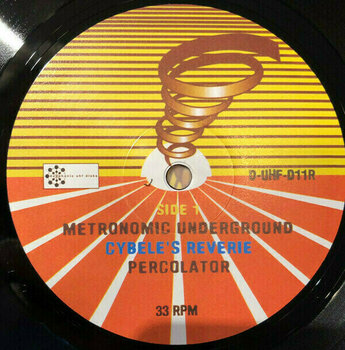 D-UHF-D11R
SIDE 1
METRONOMIC UNDERGROUND
CYBELE'S REVERIE
PERCOLATOR
33 RPM